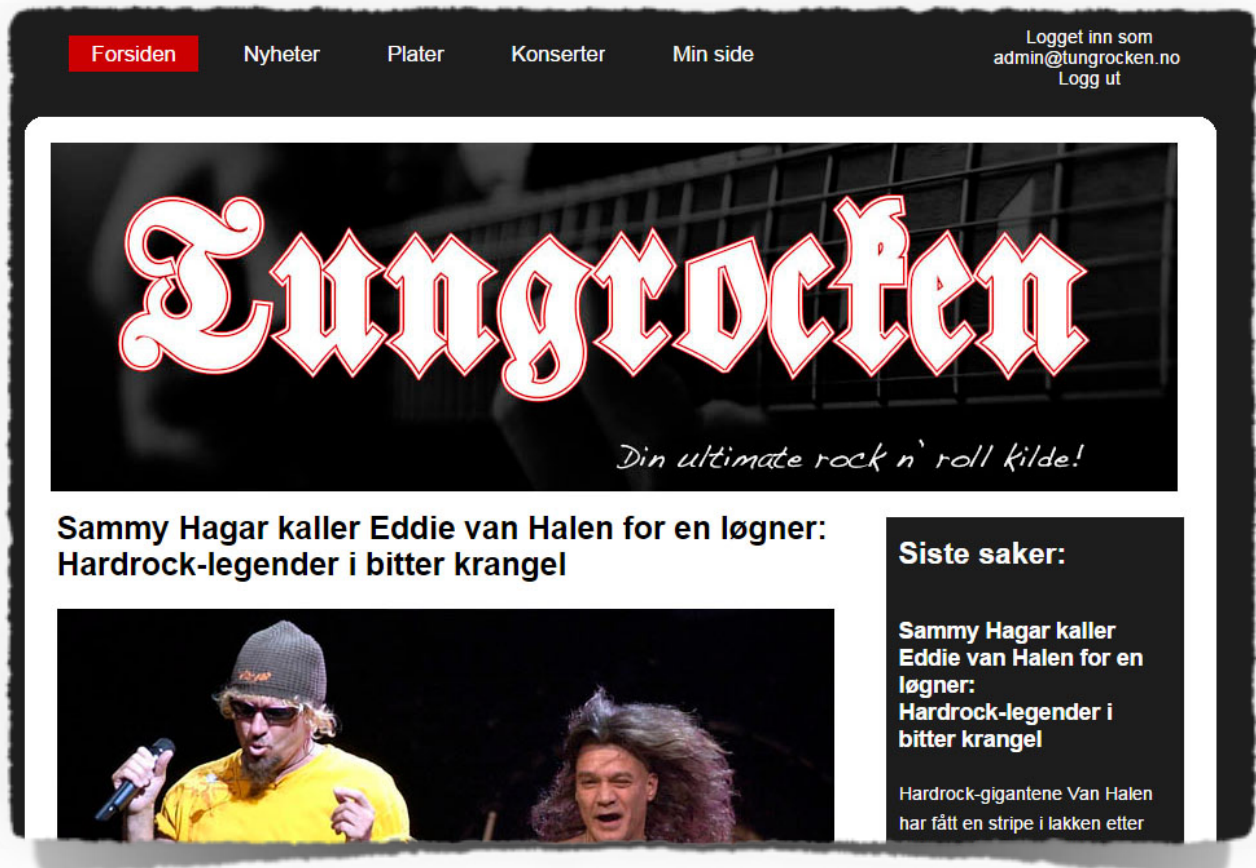 Forsiden Nyheter Plater Konserter Min side
Logget inn som
admin@tungrocken.no
Logg ut
Tungrocken
Din ultimate rock n` roll kilde!
Sammy Hagar kaller Eddie van Halen for en løgner:
Hardrock-legender i bitter krangel
Siste saker:
Sammy Hagar kaller
Eddie van Halen for en
løgner:
Hardrock-legender i
bitter krangel
Hardrock-gigantene Van Halen
har fått en stripe i lakken etter